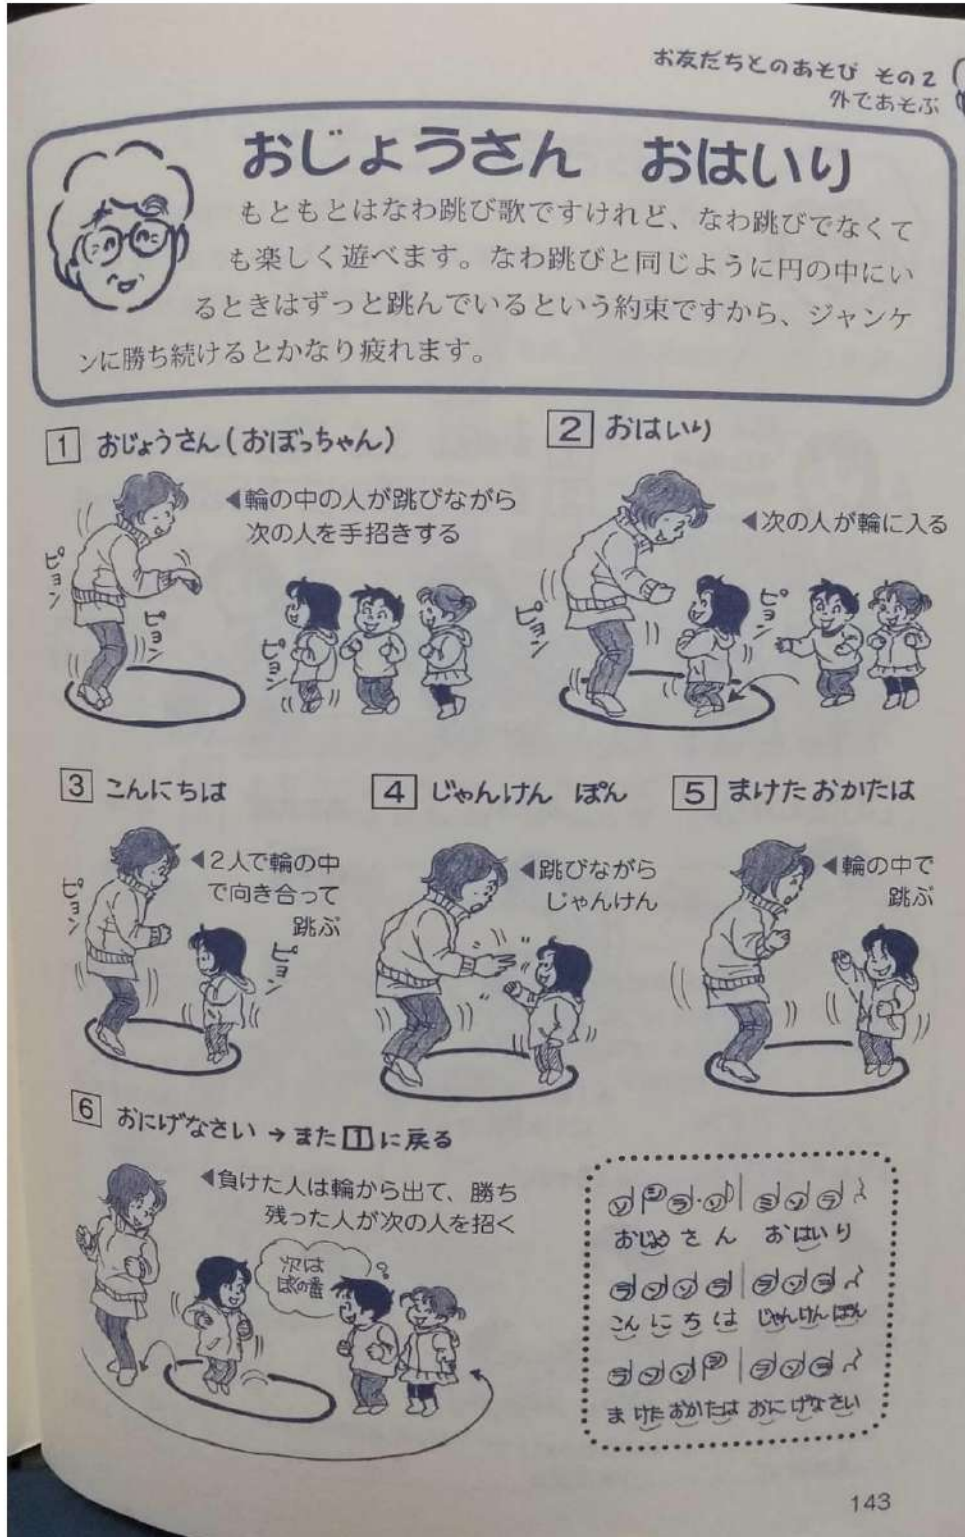 お友だちとのあそび その2
外であそぶ
おじょうさん おはいり
もともとはなわ跳び歌ですけれど、なわ跳びでなくて
も楽しく遊べます。なわ跳びと同じように円の中にい
るときはずっと跳んでいるという約束ですから、ジャンケ
ンに勝ち続けるとかなり疲れます。
1 おじょうさん(おぼっちゃん)
◀輪の中の人が跳びながら
次の人を手招きする
ピョン
ピョン
ピョン
2 おはいり
◀次の人が輪に入る
ピョン
ピョン
3 こんにちは
◀2人で輪の中
で向き合って
跳ぶ
ピョン
ピョン
4 じゃんけん ぽん
◀跳びながら
じゃんけん
5 まけたおかたは
◀輪の中で
跳ぶ
6 おにげなさい→また1に戻る
◀負けた人は輪から出て、勝ち
残った人が次の人を招く
次は
ぼくの番
おじょうさん おはいり
こんにちは じゃんけんぽん
まけたおかたは おにげなさい
143